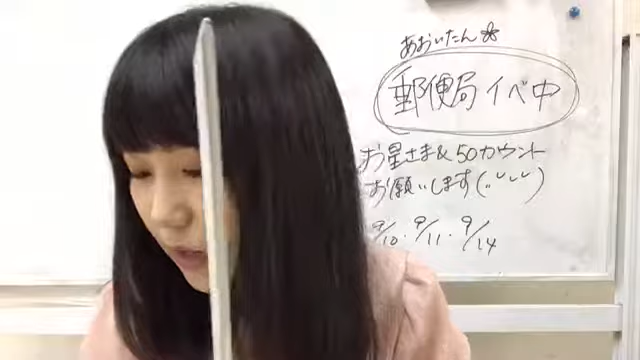 あおいたん
郵便局イベ中
お星さま&50カウント
お願いします(
9/10・9/11・9/14